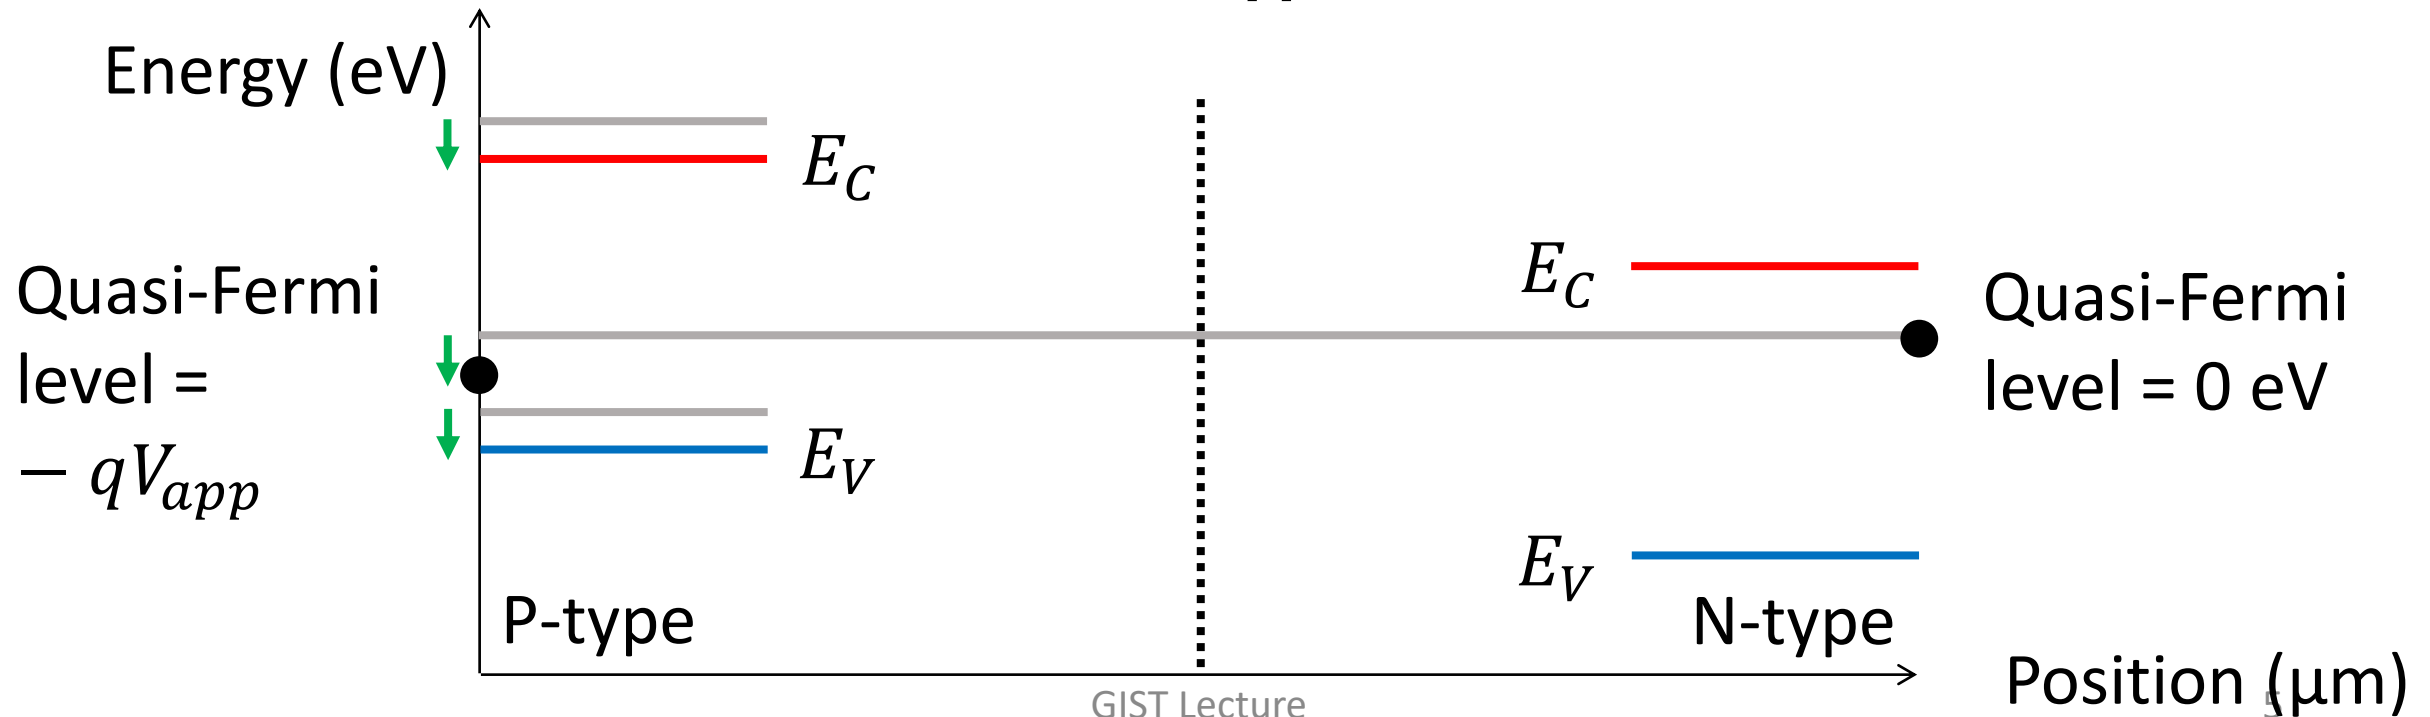 Energy (eV)
E_C
E_C
Quasi-Fermi
level =
− qV_app
Quasi-Fermi
level = 0 eV
E_V
E_V
P-type
N-type
Position (μm)
GIST Lecture
5